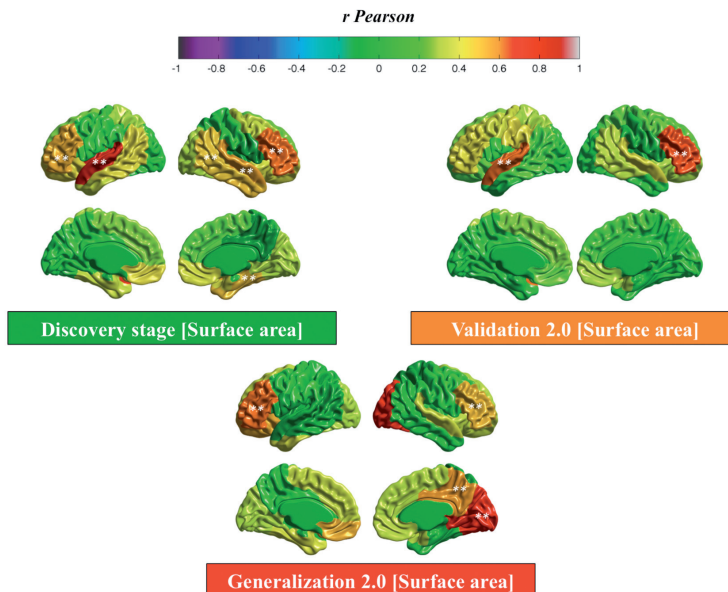 r Pearson
-1 -0.8 -0.6 -0.4 -0.2 0 0.2 0.4 0.6 0.8 1
** ** ** ** **
** **
**
Discovery stage [Surface area]
Validation 2.0 [Surface area]
** **
**
**
Generalization 2.0 [Surface area]